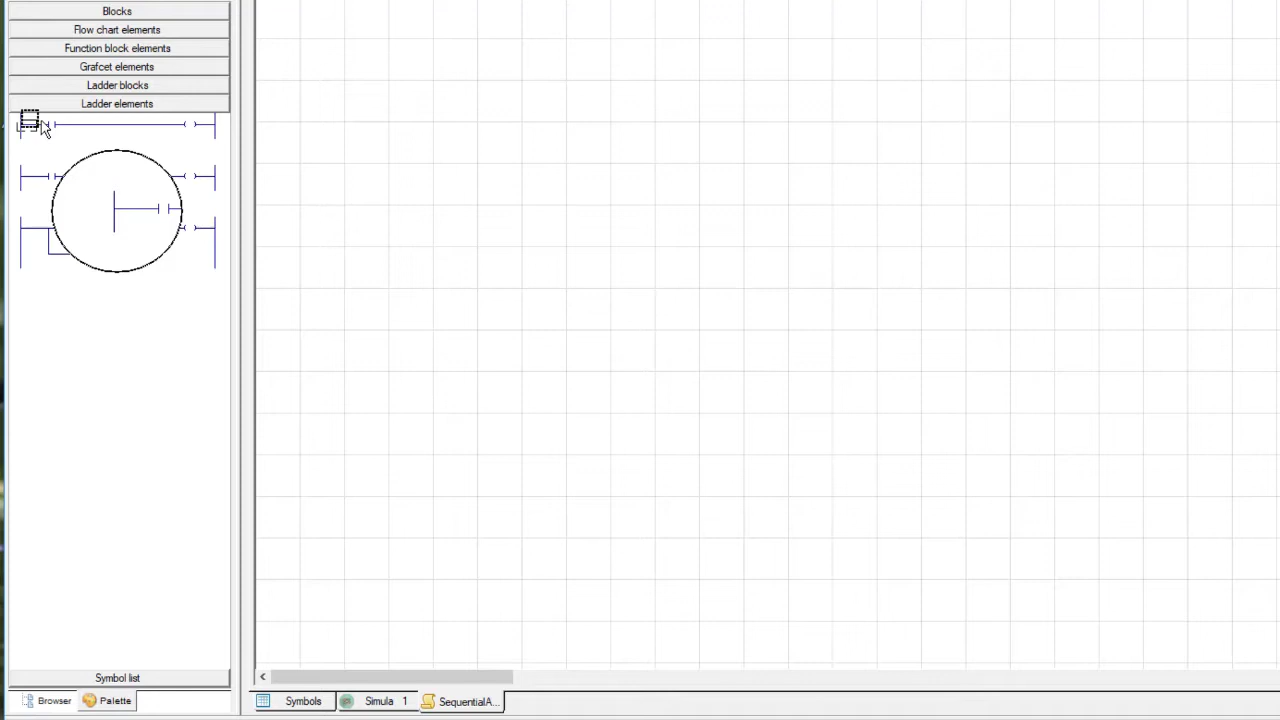 Blocks
Flow chart elements
Function block elements
Grafcet elements
Ladder blocks
Ladder elements
Symbol list
Browser
Palette
Symbols
Simula 1
SequentialA...